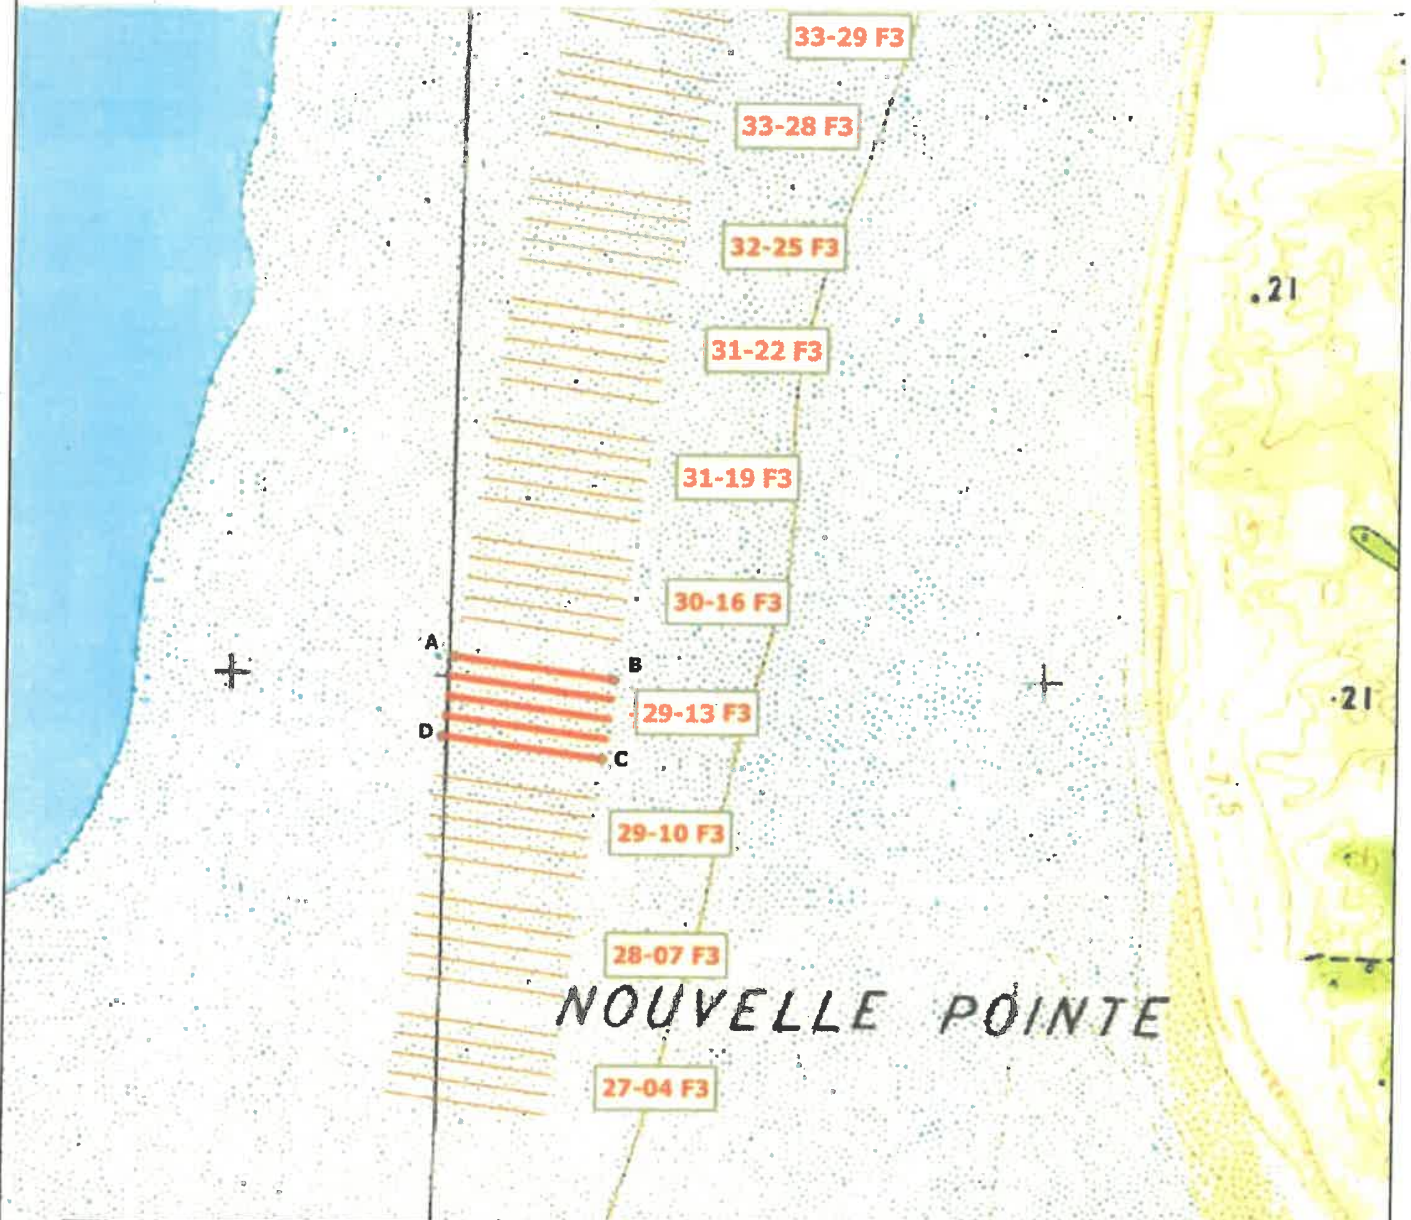 33-29 F3
33-28 F3
32-25 F3
.21
31-22 F3
31-19 F3
30-16 F3
A
B
29-13 F3
.21
D
C
15
29-10 F3
28-07 F3
NOUVELLE POINTE
27-04 F3